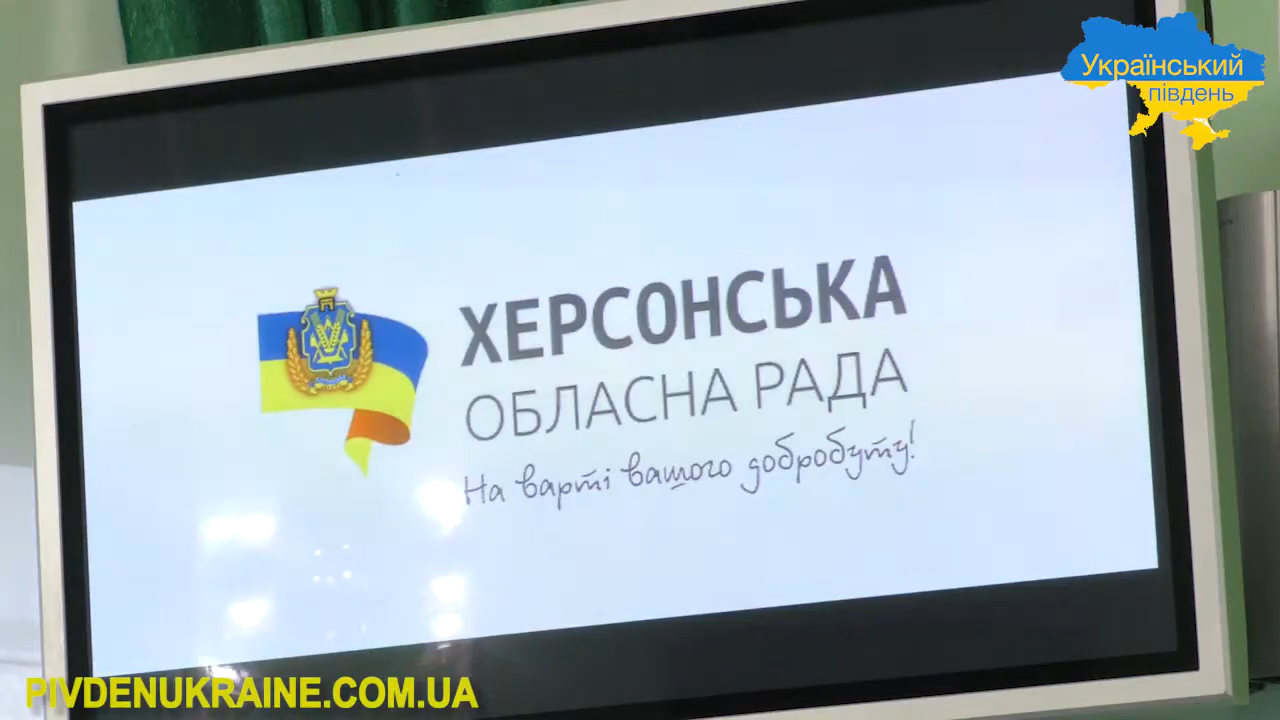 Український
південь
ХЕРСОНСЬКА
ОБЛАСНА РАДА
На варті вашого добробуту!
PIVDENUKRAINE.COM.UA